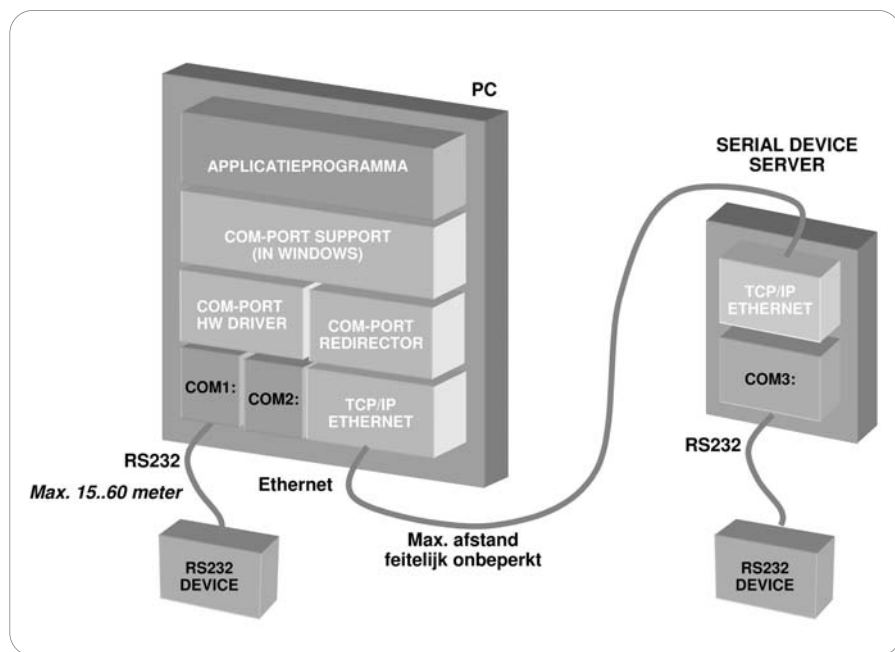 PC
APPLICATIEPROGRAMMA
COM-PORT SUPPORT
(IN WINDOWS)
COM-PORT
HW DRIVER
COM-PORT
REDIRECTOR
COM1:
COM2:
TCP/IP
ETHERNET
RS232
Max. 15..60 meter
RS232
DEVICE
Ethernet
Max. afstand
feitelijk onbeperkt
SERIAL DEVICE
SERVER
TCP/IP
ETHERNET
COM3:
RS232
RS232
DEVICE